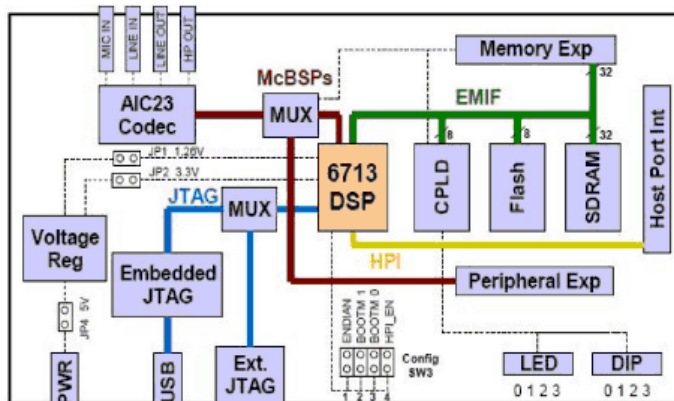 MIC IN
LINE IN
LINE OUT
HP OUT
Memory Exp
32
McBSPs
AIC23
Codec
MUX
EMIF
8
8
32
JP1 1.26V
JP2 3.3V
6713
DSP
CPLD
Flash
SDRAM
Host Port Int
JTAG
MUX
Voltage
Reg
HPI
Embedded
JTAG
Peripheral Exp
JP4 5V
ENDIAN
BOOTM 1
BOOTM 0
HPI_EN
Config
SW3
PWR
USB
Ext.
JTAG
LED
DIP
1 2 3 4
0 1 2 3
0 1 2 3